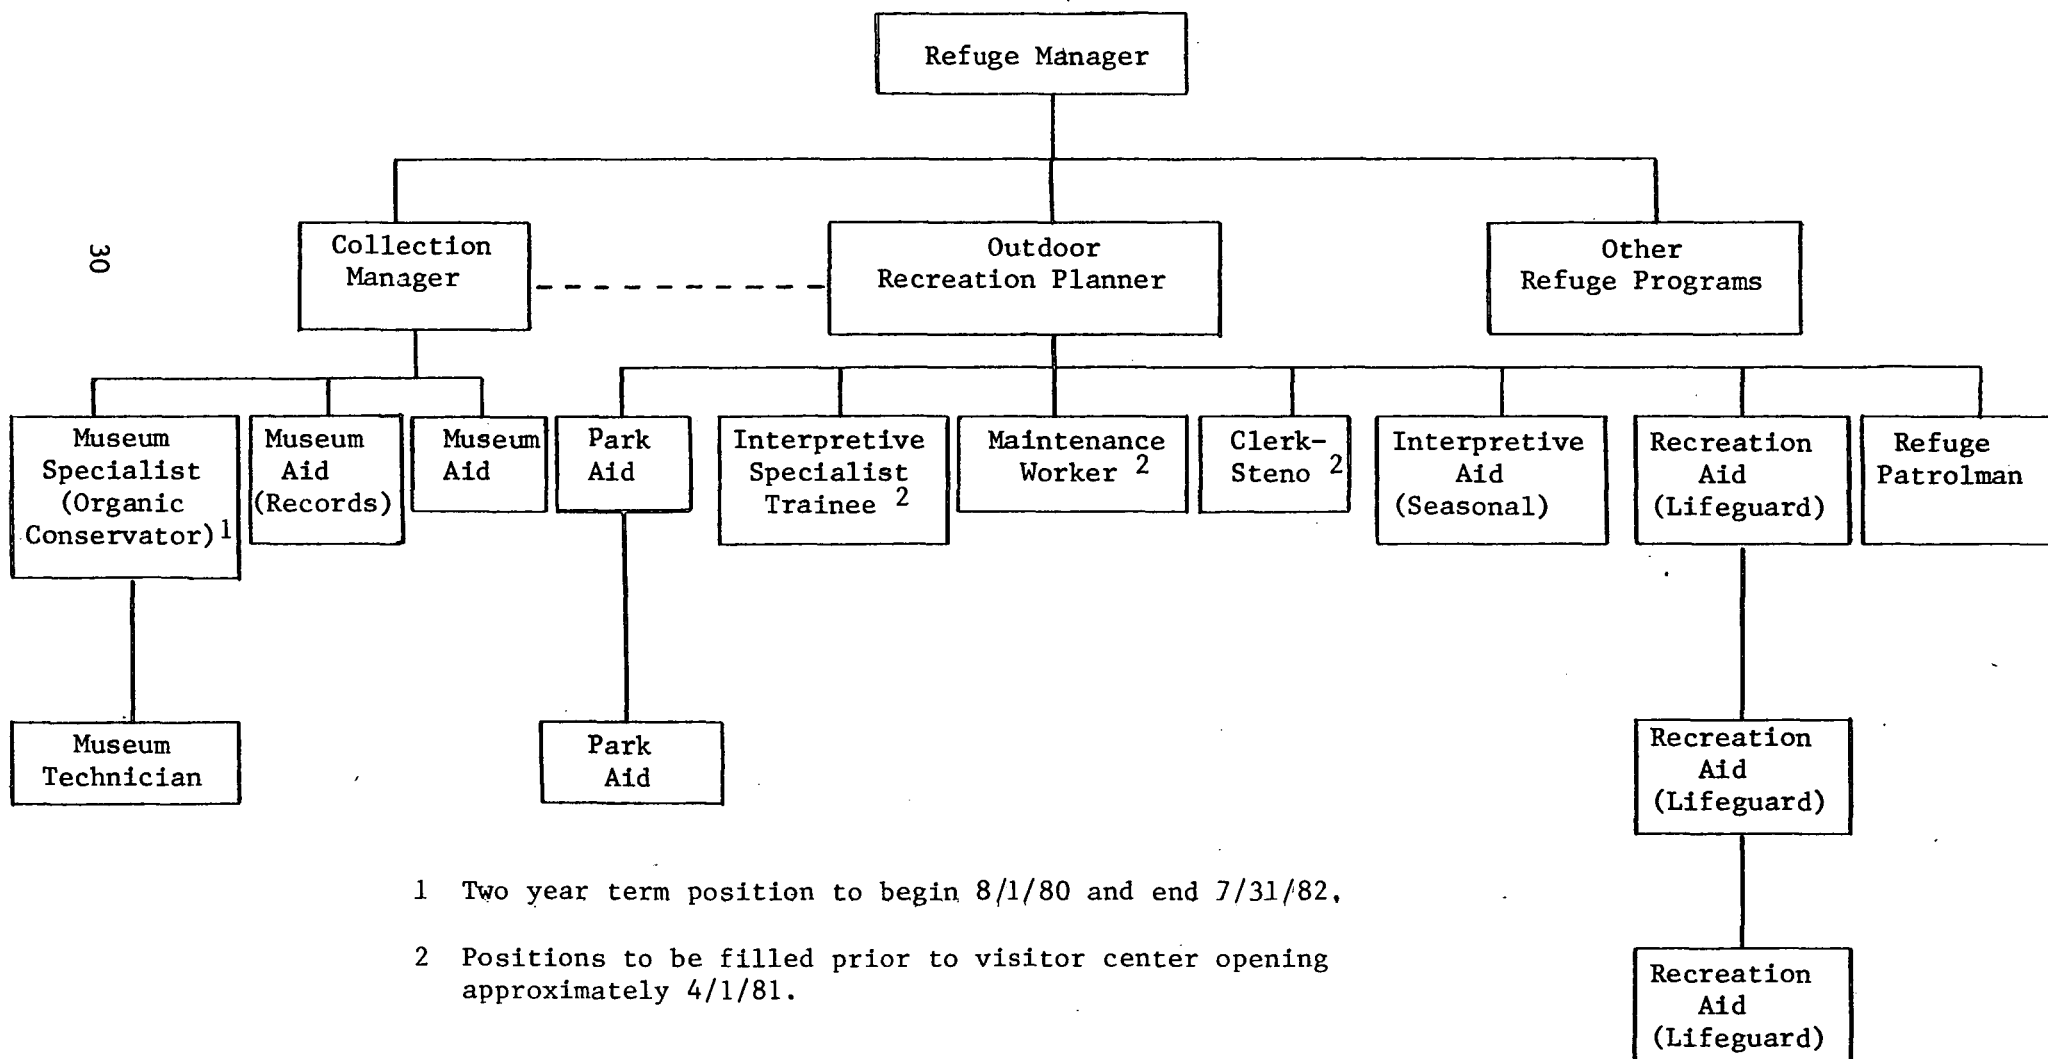 Refuge Manager
30
Collection
Manager
Outdoor
Recreation Planner
Other
Refuge Programs
Museum
Specialist
(Organic
Conservator) 1
Museum
Aid
(Records)
Museum
Aid
Park
Aid
Interpretive
Specialist
Trainee 2
Maintenance
Worker 2
Clerk-
Steno 2
Interpretive
Aid
(Seasonal)
Recreation
Aid
(Lifeguard)
Refuge
Patrolman
Museum
Technician
Park
Aid
Recreation
Aid
(Lifeguard)
1 Two year term position to begin 8/1/80 and end 7/31/82.
2 Positions to be filled prior to visitor center opening
approximately 4/1/81.
Recreation
Aid
(Lifeguard)